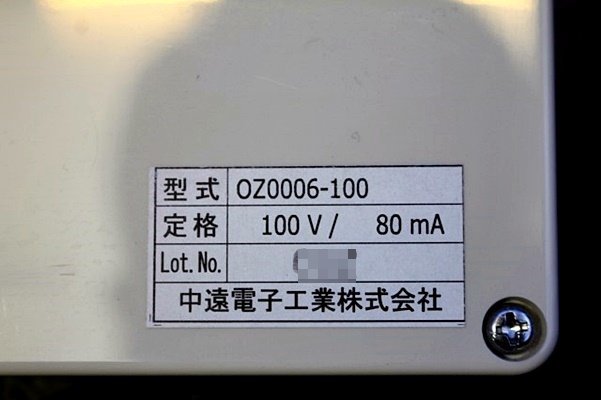 型式 OZ0006-100
定格 100 V / 80 mA
Lot. No.
中遠電子工業株式会社